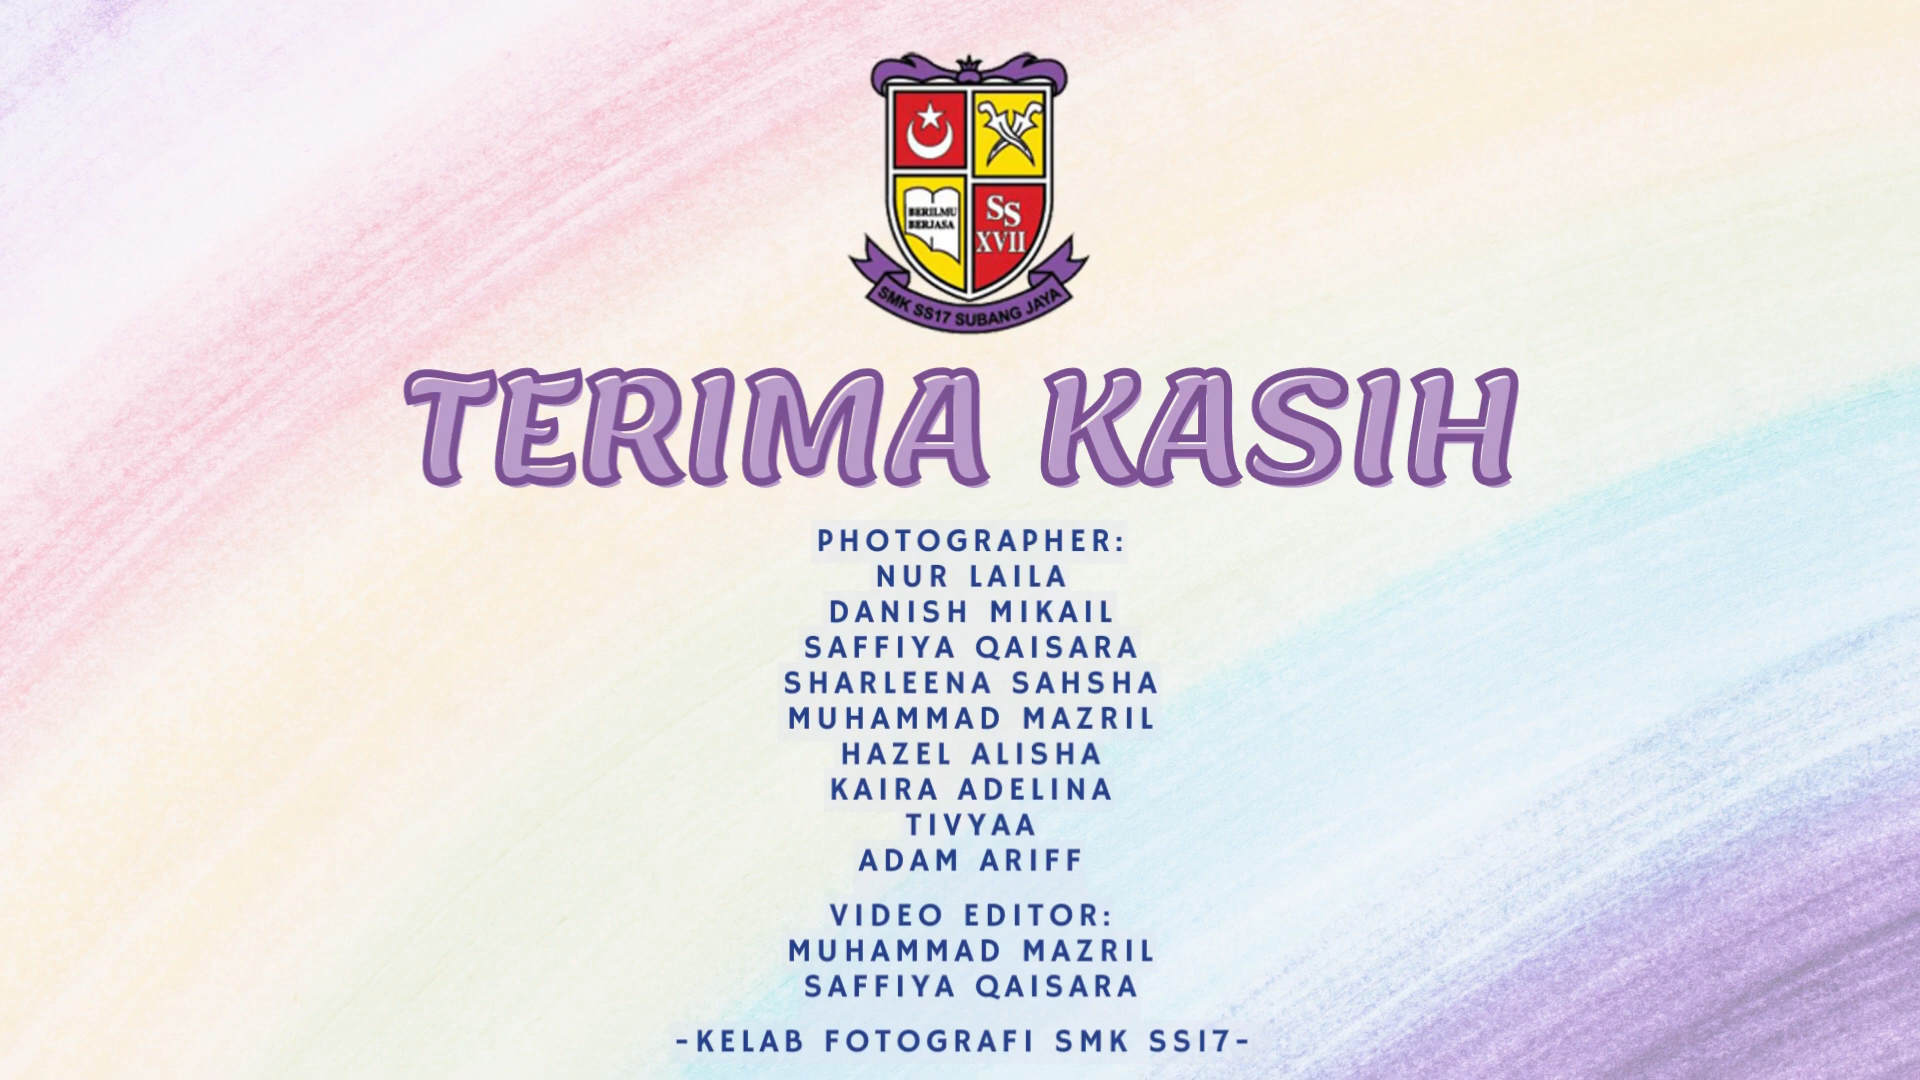 BERILMU
BERJASA
SS
XVII
SMK SS17 SUBANG JAYA
TERIMA KASIH
PHOTOGRAPHER:
NUR LAILA
DANISH MIKAIL
SAFFIYA QAISARA
SHARLEENA SAHSHA
MUHAMMAD MAZRIL
HAZEL ALISHA
KAIRA ADELINA
TIVYAA
ADAM ARIFF
VIDEO EDITOR:
MUHAMMAD MAZRIL
SAFFIYA QAISARA
-KELAB FOTOGRAFI SMK SS17-